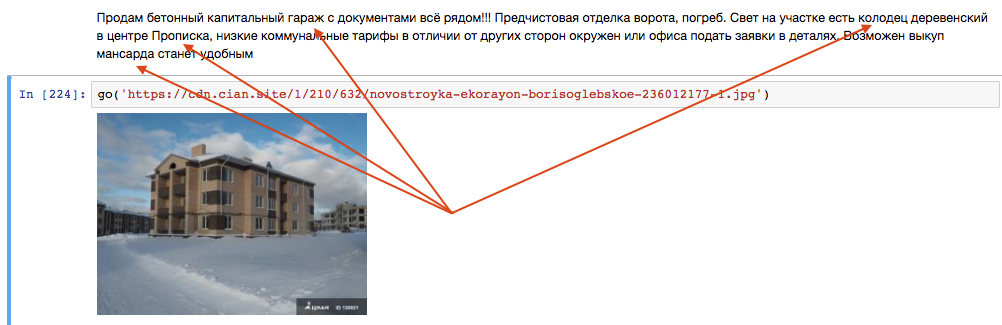 Продам бетонный капитальный гараж с документами всё рядом!!! Предчистовая отделка ворота, погреб. Свет на участке есть колодец деревенский
в центре Прописка, низкие коммунальные тарифы в отличии от других сторон окружен или офиса подать заявки в деталях. Возможен выкуп
мансарда станет удобным
In [224]: go('https://cdn.cian.site/1/210/632/novostroyka-ekorayon-borisoglebskoe-236012177-1.jpg')
ЦИАН ID 138021